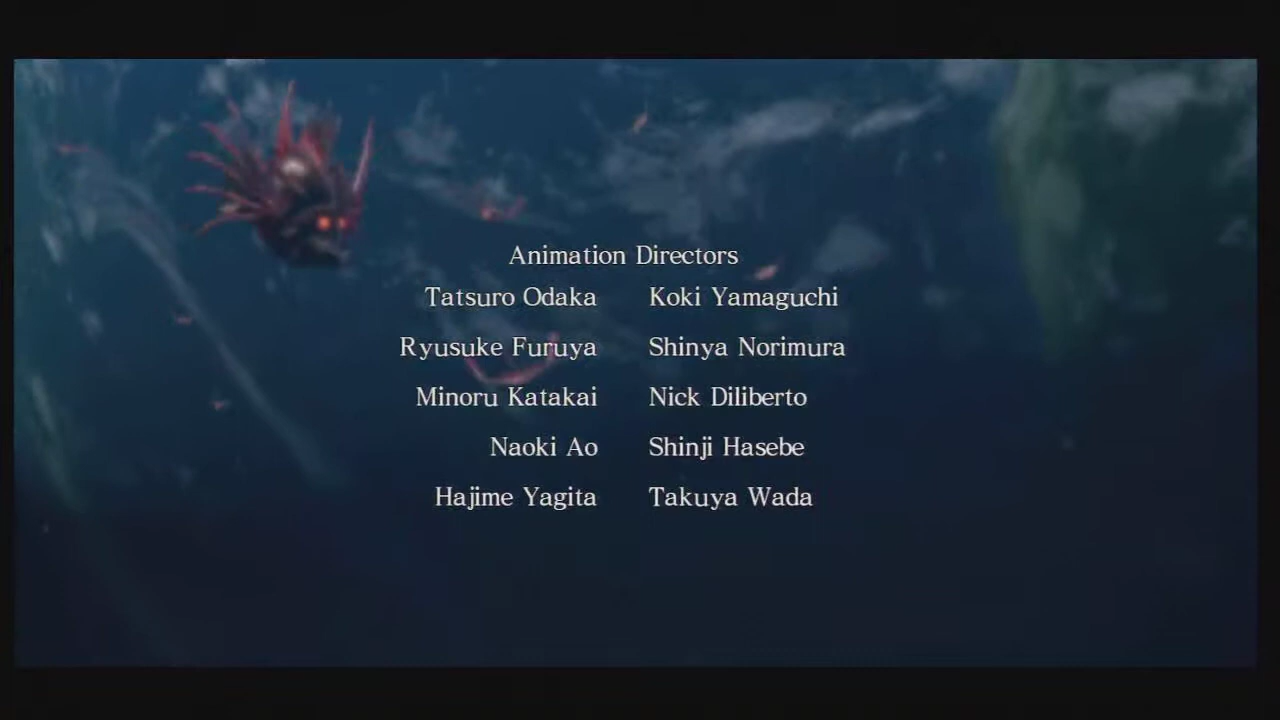 Animation Directors
Tatsuro Odaka Koki Yamaguchi
Ryusuke Furuya Shinya Norimura
Minoru Katakai Nick Diliberto
Naoki Ao Shinji Hasebe
Hajime Yagita Takuya Wada